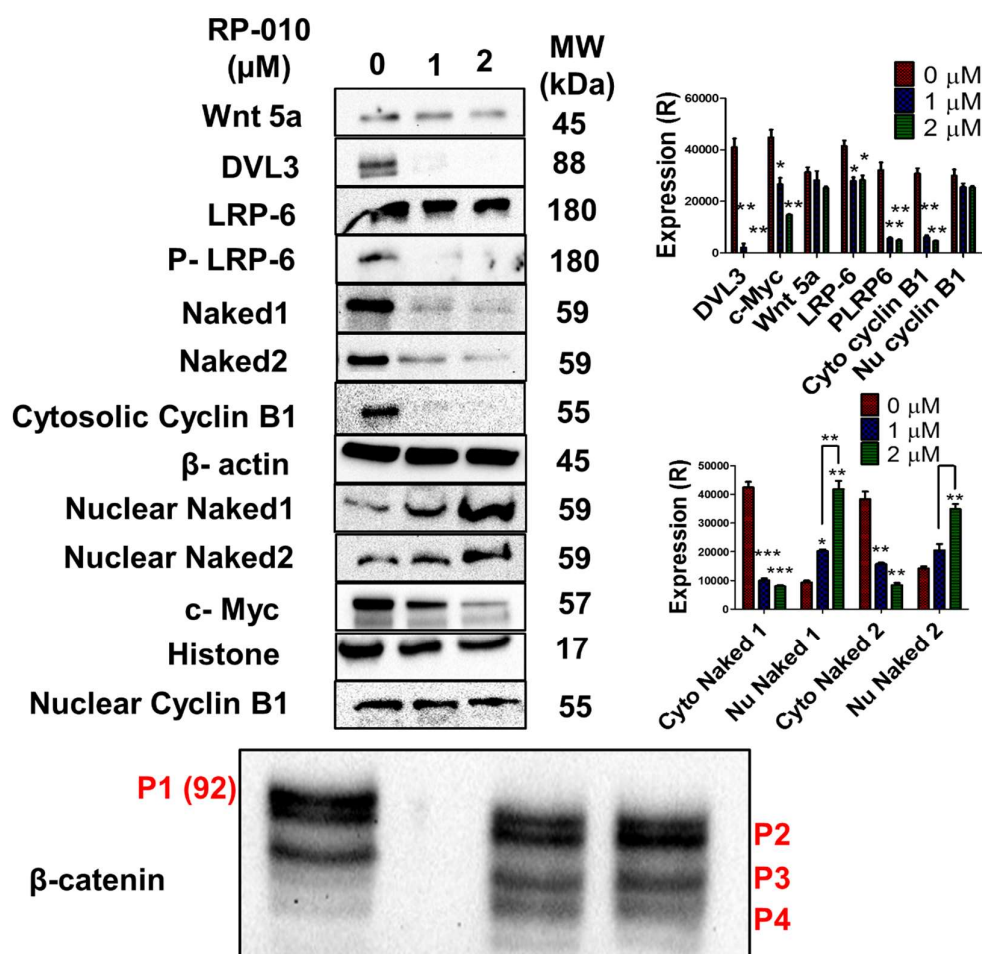 RP-010
(µM)
0 1 2
MW
(kDa)
Wnt 5a 45
DVL3 88
LRP-6 180
P- LRP-6 180
Naked1 59
Naked2 59
Cytosolic Cyclin B1 55
β- actin 45
Nuclear Naked1 59
Nuclear Naked2 59
c- Myc 57
Histone 17
Nuclear Cyclin B1 55
0 µM
1 µM
2 µM
Expression (R)
60000
40000
20000
0
** ** * ** * * ** ** ** **
DVL3
c-Myc
Wnt 5a
LRP-6
PLRP6
Cyto cyclin B1
Nu cyclin B1
0 µM
1 µM
2 µM
Expression (R)
50000
40000
30000
20000
10000
0
*** *** * ** ** ** ** **
Cyto Naked 1
Nu Naked 1
Cyto Naked 2
Nu Naked 2
P1 (92)
β-catenin
P2
P3
P4